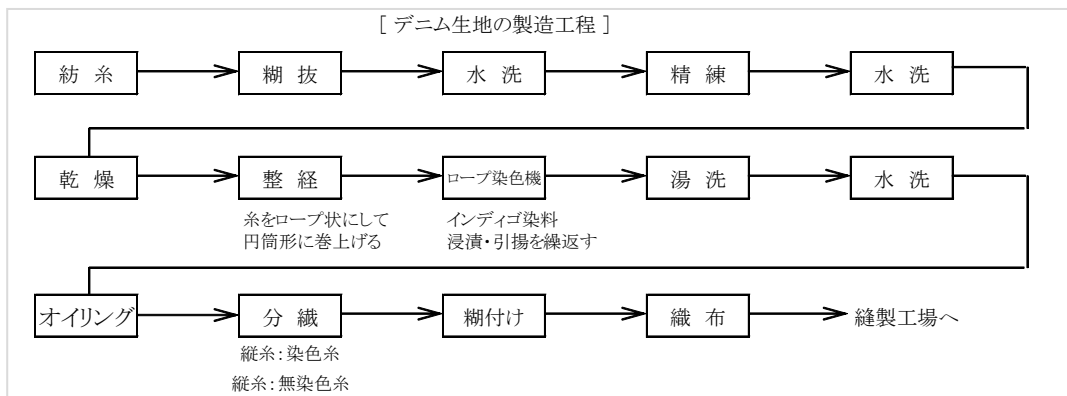 [ デニム生地の製造工程 ]
紡 糸 糊 抜 水 洗 精 練 水 洗
乾 燥 整 経 ロープ染色機 湯 洗 水 洗
糸をロープ状にして
円筒形に巻上げる
インディゴ染料
浸漬・引揚を繰返す
オイリング 分 繊 糊付け 織 布 縫製工場へ
縦糸：染色糸
縦糸：無染色糸